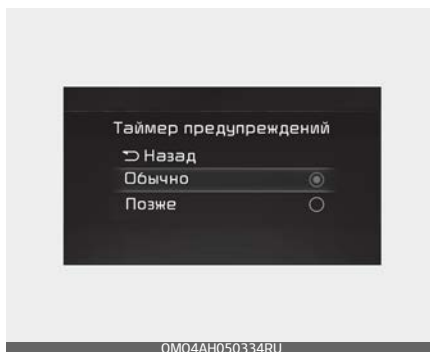 Таймер предупреждений
Назад
Обычно
Позже
OMQ4AH050334RU